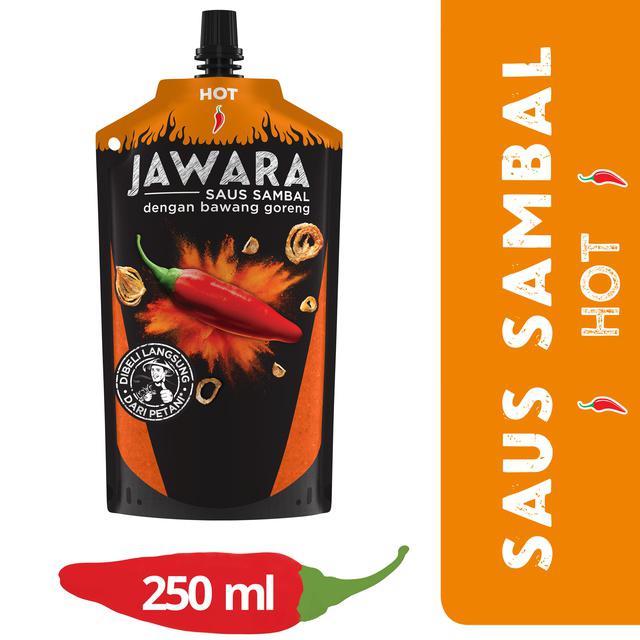 HOT
JAWARA
SAUS SAMBAL
dengan bawang goreng
DIBELI LANGSUNG
DARI PETANI*
250 ml
SAUS SAMBAL
HOT